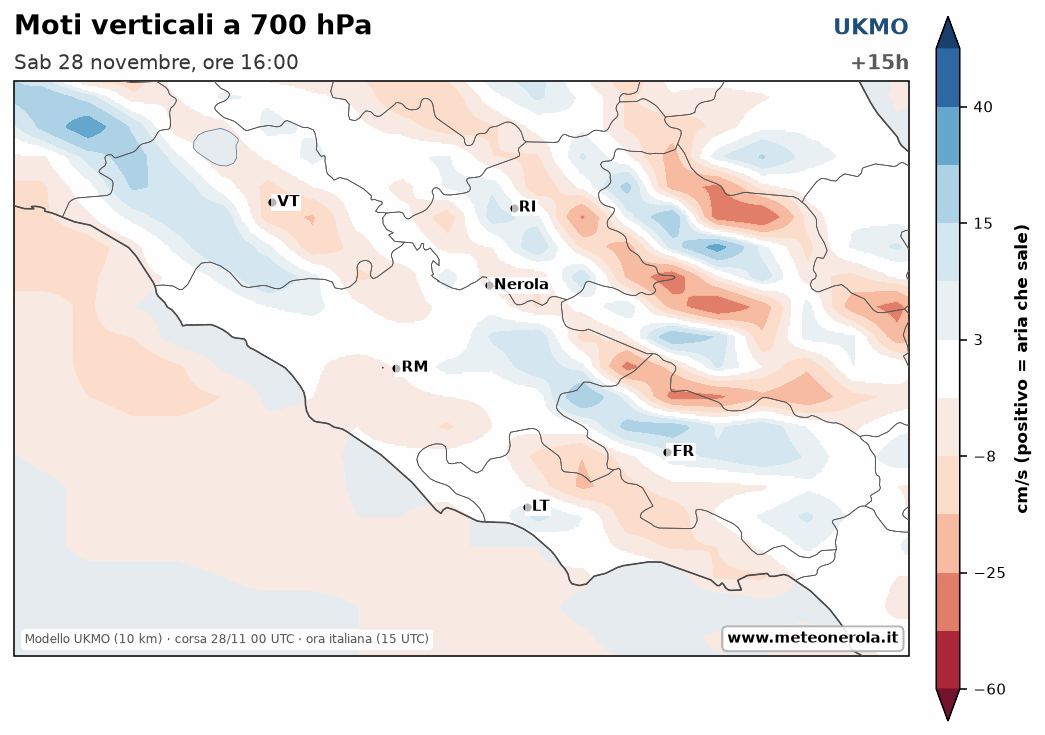 Moti verticali a 700 hPa
UKMO
Sab 28 novembre, ore 16:00
+15h
VT
RI
Nerola
RM
FR
LT
40
15
3
−8
−25
−60
cm/s (positivo = aria che sale)
Modello UKMO (10 km) · corsa 28/11 00 UTC · ora italiana (15 UTC)
www.meteonerola.it